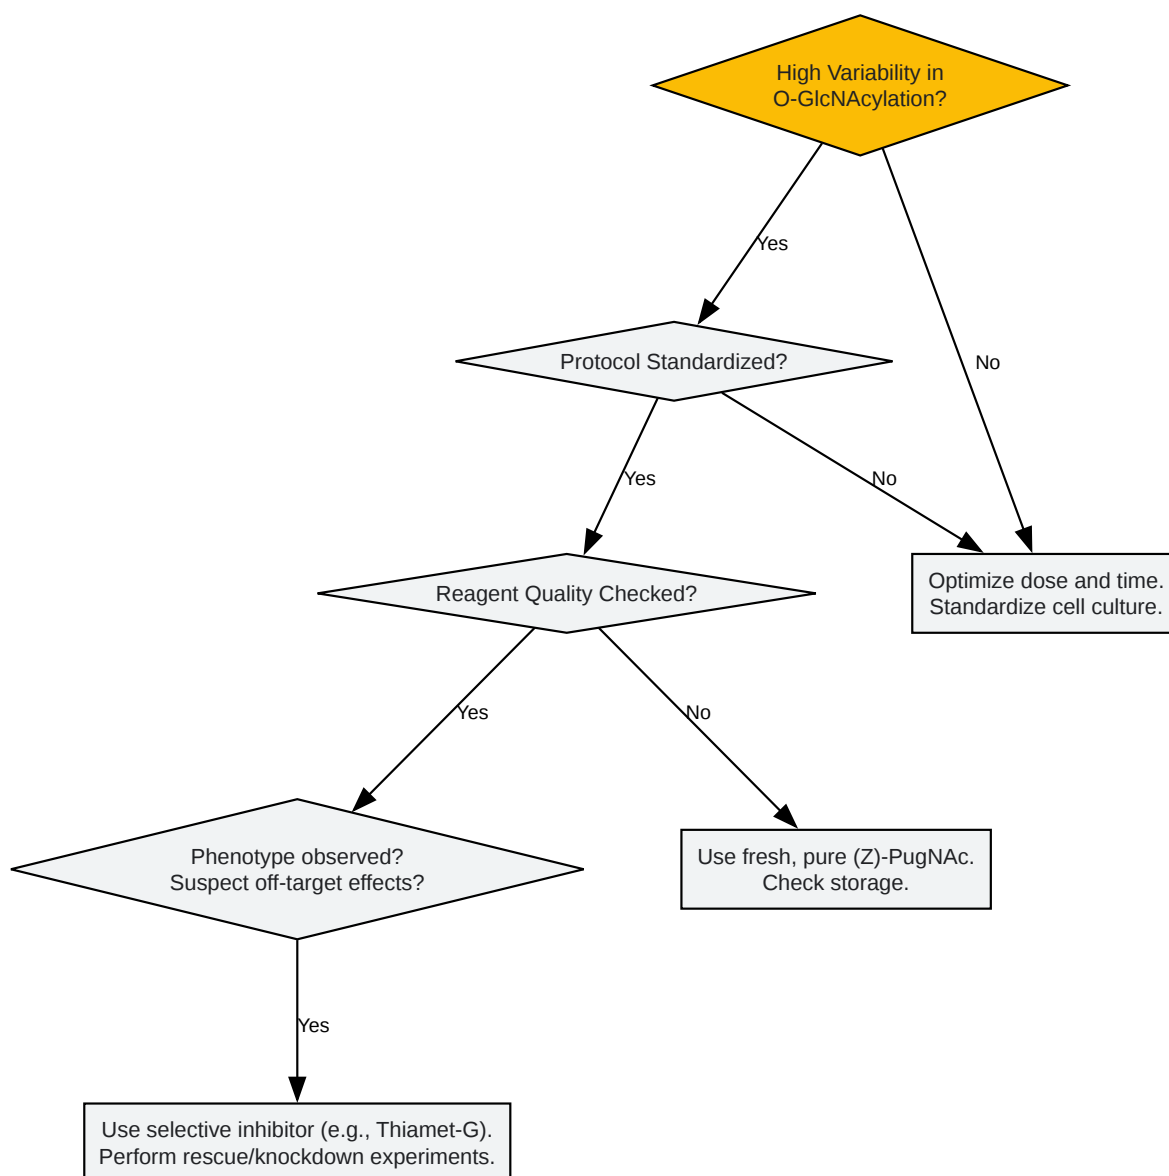 High Variability in
O-GlcNAcylation?
Yes
No
Protocol Standardized?
Yes
No
Optimize dose and time.
Standardize cell culture.
Reagent Quality Checked?
Yes
No
Phenotype observed?
Suspect off-target effects?
Use fresh, pure (Z)-PugNAc.
Check storage.
Yes
Use selective inhibitor (e.g., Thiamet-G).
Perform rescue/knockdown experiments.